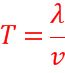 T = λ/v